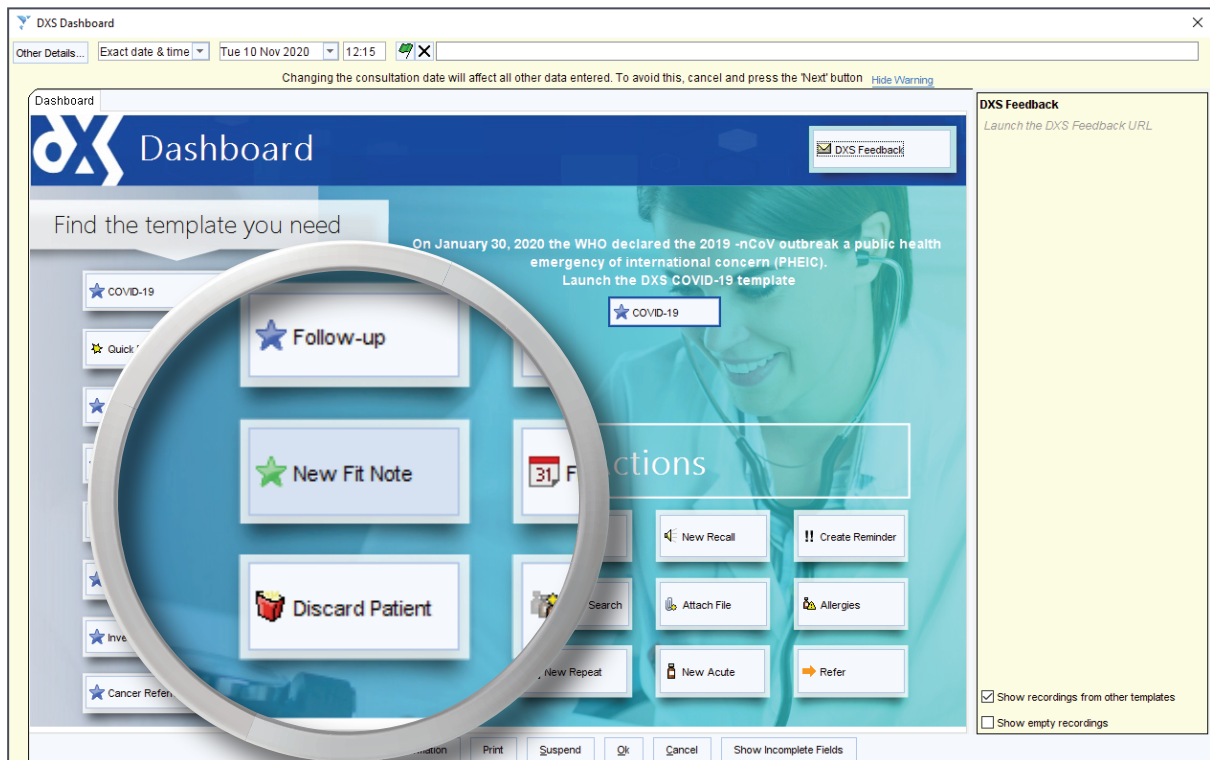 DXS Dashboard
Other Details... Exact date & time Tue 10 Nov 2020 12:15
Changing the consultation date will affect all other data entered. To avoid this, cancel and press the 'Next' button Hide Warning
Dashboard
dxs Dashboard
DXS Feedback
Find the template you need
On January 30, 2020 the WHO declared the 2019 -nCoV outbreak a public health
emergency of international concern (PHEIC).
Launch the DXS COVID-19 template
COVID-19
COVID-19
Quick
Follow-up
New Fit Note
31
Discard Patient
Search
New Recall
Create Reminder
Attach File
Allergies
New Repeat
New Acute
Refer
Cancer
Print
Suspend
Ok
Cancel
Show Incomplete Fields
DXS Feedback
Launch the DXS Feedback URL
Show recordings from other templates
Show empty recordings